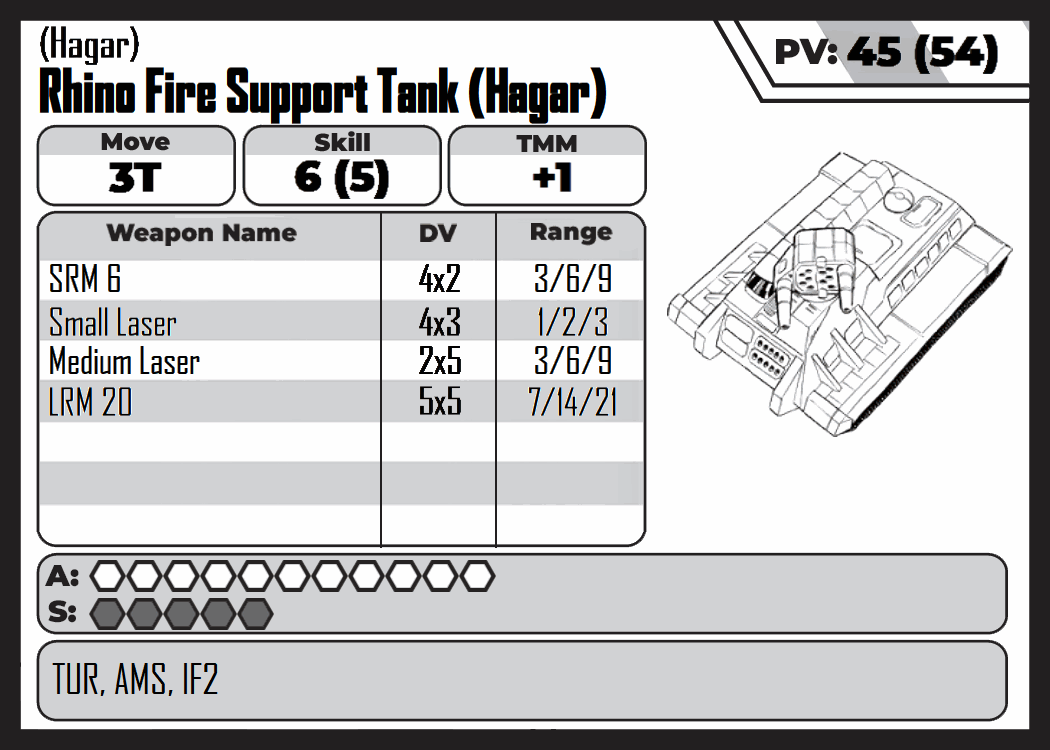 (Hagar)
Rhino Fire Support Tank (Hagar)
PV: 45 (54)
Move
3T
Skill
6 (5)
TMM
+1
Weapon Name DV Range
SRM 6 4x2 3/6/9
Small Laser 4x3 1/2/3
Medium Laser 2x5 3/6/9
LRM 20 5x5 7/14/21
A:
S:
TUR, AMS, IF2